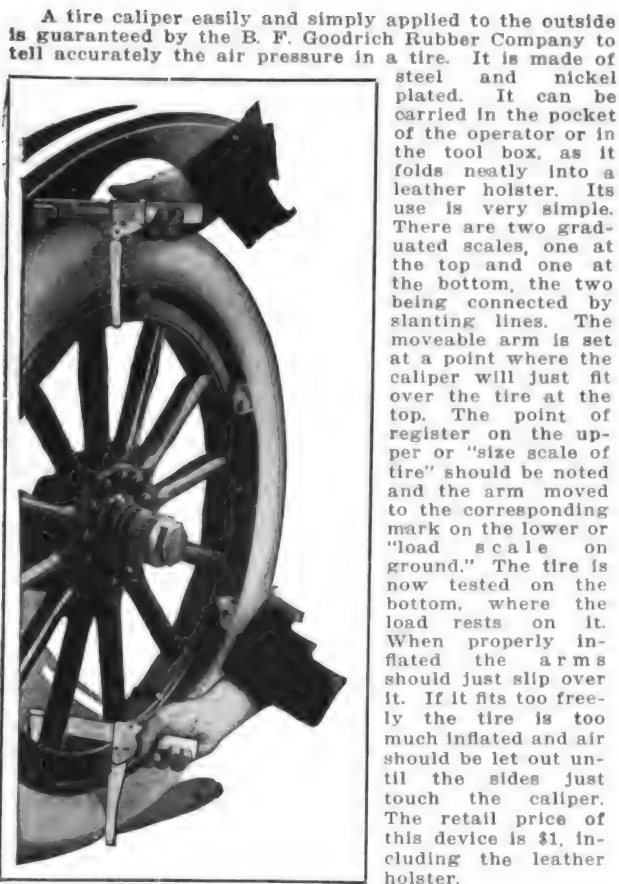 A tire caliper easily and simply applied to the outside
is guaranteed by the B. F. Goodrich Rubber Company to
tell accurately the air pressure in a tire. It is made of
steel and nickel
plated. It can be
carried in the pocket
of the operator or in
the tool box, as it
folds neatly into a
leather holster. Its
use is very simple.
There are two grad-
uated scales, one at
the top and one at
the bottom, the two
being connected by
slanting lines. The
moveable arm is set
at a point where the
caliper will just fit
over the tire at the
top. The point of
register on the up-
per or "size scale of
tire" should be noted
and the arm moved
to the corresponding
mark on the lower or
"load scale on
ground." The tire is
now tested on the
bottom, where the
load rests on it.
When properly in-
flated the arms
should just slip over
it. If it fits too free-
ly the tire is too
much inflated and air
should be let out un-
til the sides just
touch the caliper.
The retail price of
this device is $1, in-
cluding the leather
holster.